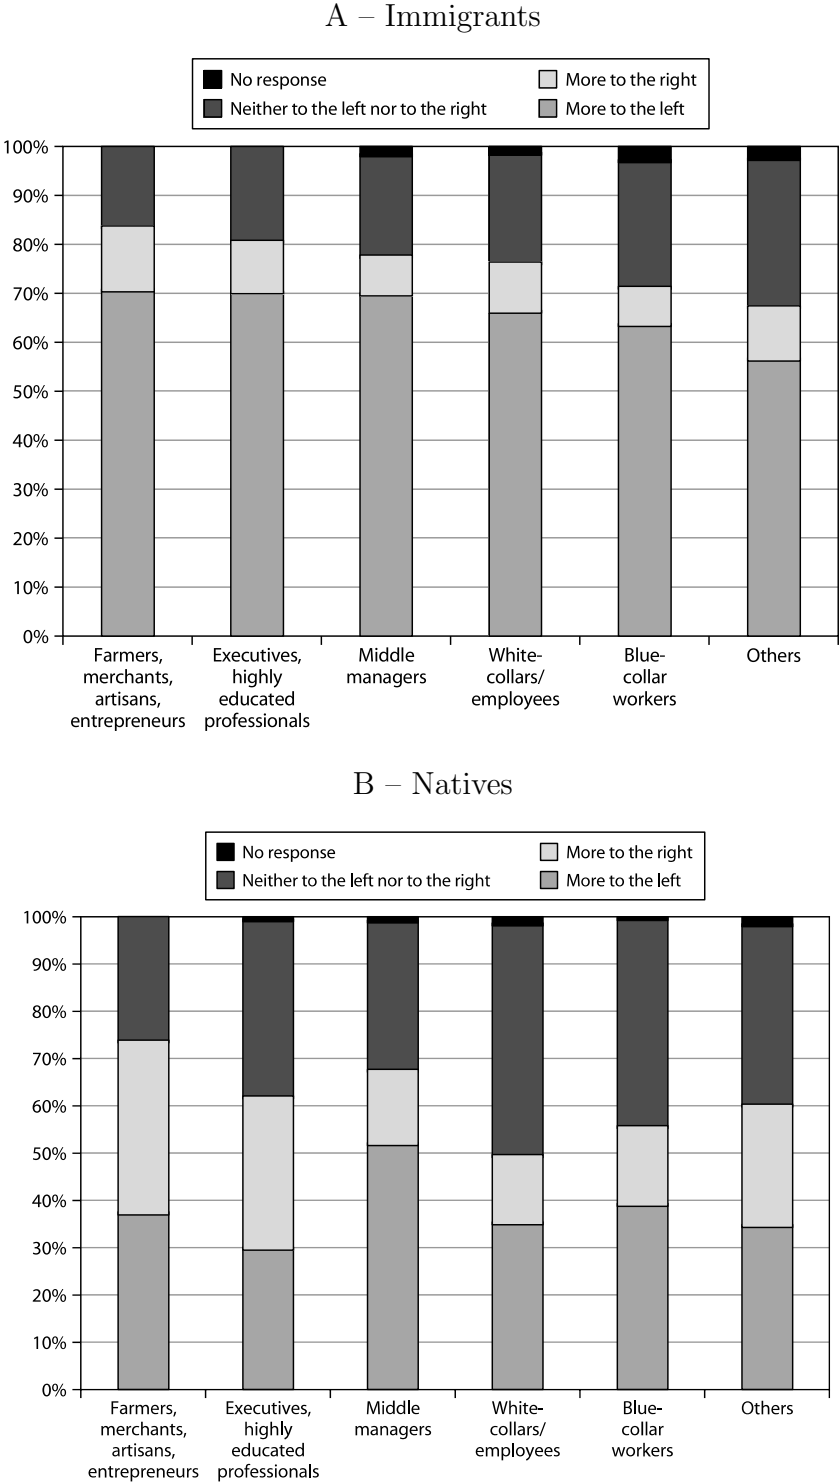 A – Immigrants
No response
More to the right
Neither to the left nor to the right
More to the left
100%
90%
80%
70%
60%
50%
40%
30%
20%
10%
0%
Farmers,
merchants,
artisans,
entrepreneurs
Executives,
highly
educated
professionals
Middle
managers
White-
collars/
employees
Blue-
collar
workers
Others
B – Natives
No response
More to the right
Neither to the left nor to the right
More to the left
100%
90%
80%
70%
60%
50%
40%
30%
20%
10%
0%
Farmers,
merchants,
artisans,
entrepreneurs
Executives,
highly
educated
professionals
Middle
managers
White-
collars/
employees
Blue-
collar
workers
Others